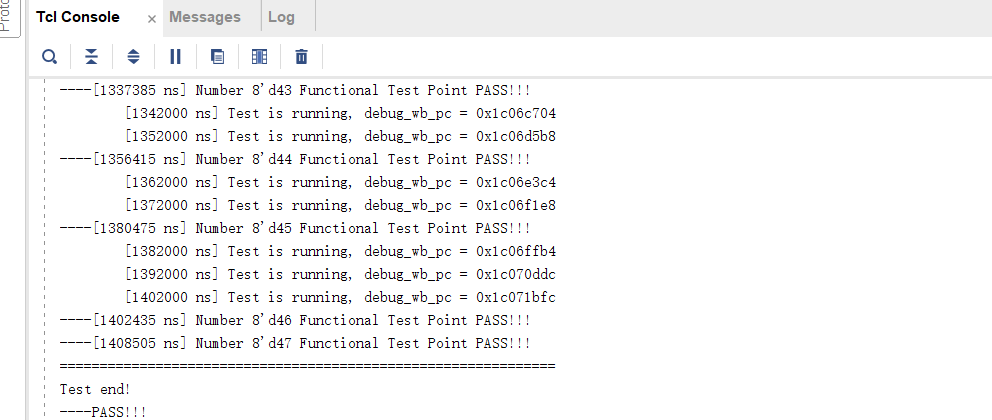 Proto
Tcl Console × Messages Log
----[1337385 ns] Number 8'd43 Functional Test Point PASS!!!
[1342000 ns] Test is running, debug_wb_pc = 0x1c06c704
[1352000 ns] Test is running, debug_wb_pc = 0x1c06d5b8
----[1356415 ns] Number 8'd44 Functional Test Point PASS!!!
[1362000 ns] Test is running, debug_wb_pc = 0x1c06e3c4
[1372000 ns] Test is running, debug_wb_pc = 0x1c06f1e8
----[1380475 ns] Number 8'd45 Functional Test Point PASS!!!
[1382000 ns] Test is running, debug_wb_pc = 0x1c06ffb4
[1392000 ns] Test is running, debug_wb_pc = 0x1c070ddc
[1402000 ns] Test is running, debug_wb_pc = 0x1c071bfc
----[1402435 ns] Number 8'd46 Functional Test Point PASS!!!
----[1408505 ns] Number 8'd47 Functional Test Point PASS!!!
==============================================================
Test end!
----PASS!!!